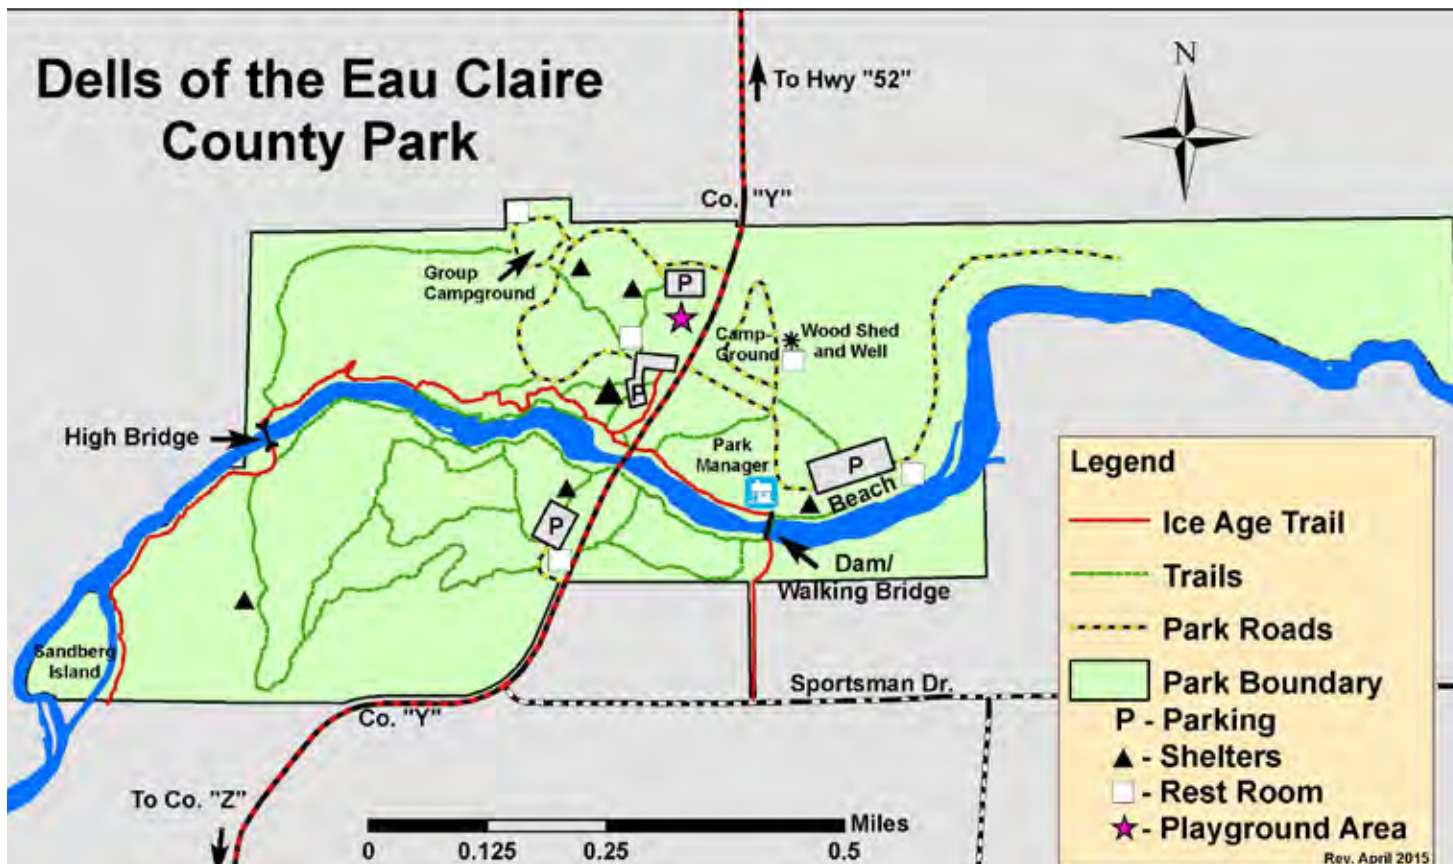 Dells of the Eau Claire
County Park
To Hwy "52"
N
Co. "Y"
Group
Campground
P
Camp-
Ground
Wood Shed
and Well
P
High Bridge
Park
Manager
P
Beach
P
Dam/
Walking Bridge
Sandberg
Island
Sportsman Dr.
Co. "Y"
To Co. "Z"
Miles
0 0.125 0.25 0.5
Legend
Ice Age Trail
Trails
Park Roads
Park Boundary
P - Parking
- Shelters
- Rest Room
- Playground Area
Rev. April 2015